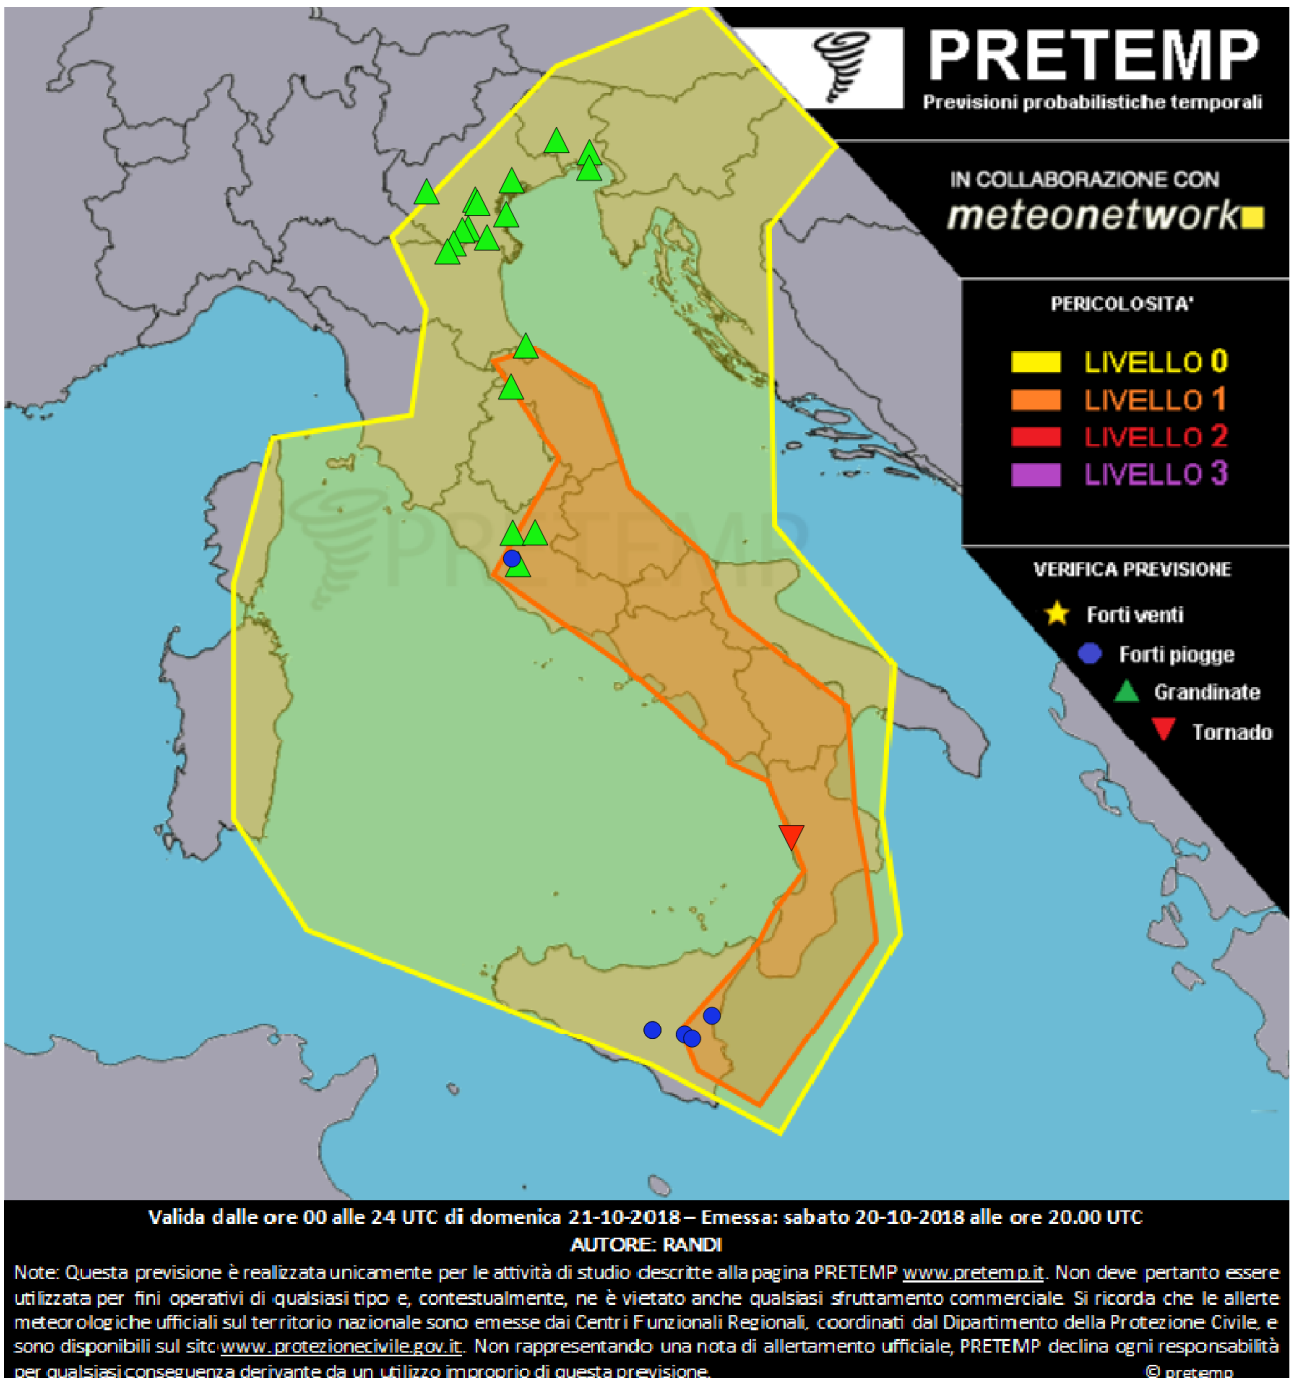 PRETEMP
Previsioni probabilistiche temporali
IN COLLABORAZIONE CON
meteonetwork
PERICOLOSITA'
LIVELLO 0
LIVELLO 1
LIVELLO 2
LIVELLO 3
PRETEMP
VERIFICA PREVISIONE
Forti venti
Forti piogge
Grandinate
Tornado
Valida dalle ore 00 alle 24 UTC di domenica 21-10-2018 – Emessa: sabato 20-10-2018 alle ore 20.00 UTC
AUTORE: RANDI
Note: Questa previsione è realizzata unicamente per le attività di studio descritte alla pagina PRETEMP www.pretemp.it. Non deve pertanto essere
utilizzata per fini operativi di qualsiasi tipo e, contestualmente, ne è vietato anche qualsiasi sfruttamento commerciale. Si ricorda che le allerte
meteorologiche ufficiali sul territorio nazionale sono emesse dai Centri Funzionali Regionali, coordinati dal Dipartimento della Protezione Civile, e
sono disponibili sul sito www.protezionecivile.gov.it. Non rappresentando una nota di allertamento ufficiale, PRETEMP declina ogni responsabilità
per qualsiasi conseguenza derivante da un utilizzo improprio di questa previsione.
© pretemp